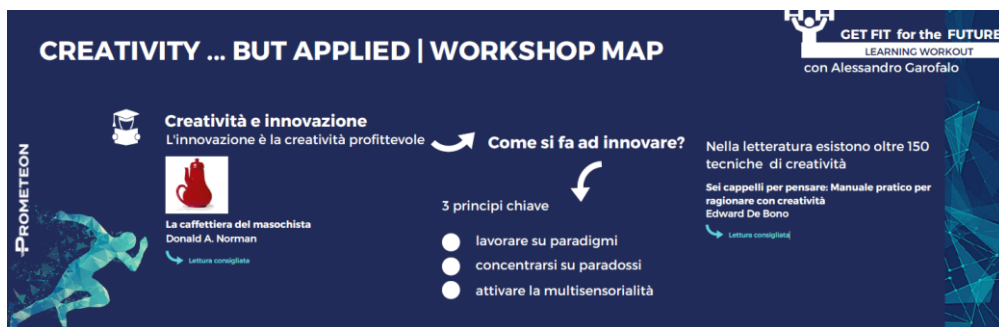 CREATIVITY ... BUT APPLIED | WORKSHOP MAP
GET FIT for the FUTURE
LEARNING WORKOUT
con Alessandro Garofalo
PROMETEON
Creatività e innovazione
L'innovazione è la creatività profittevole
La caffettiera del masochista
Donald A. Norman
Lettura consigliata
Come si fa ad innovare?
3 principi chiave
lavorare su paradigmi
concentrarsi su paradossi
attivare la multisensorialità
Nella letteratura esistono oltre 150
tecniche di creatività
Sei cappelli per pensare: Manuale pratico per
ragionare con creatività
Edward De Bono
Lettura consigliata